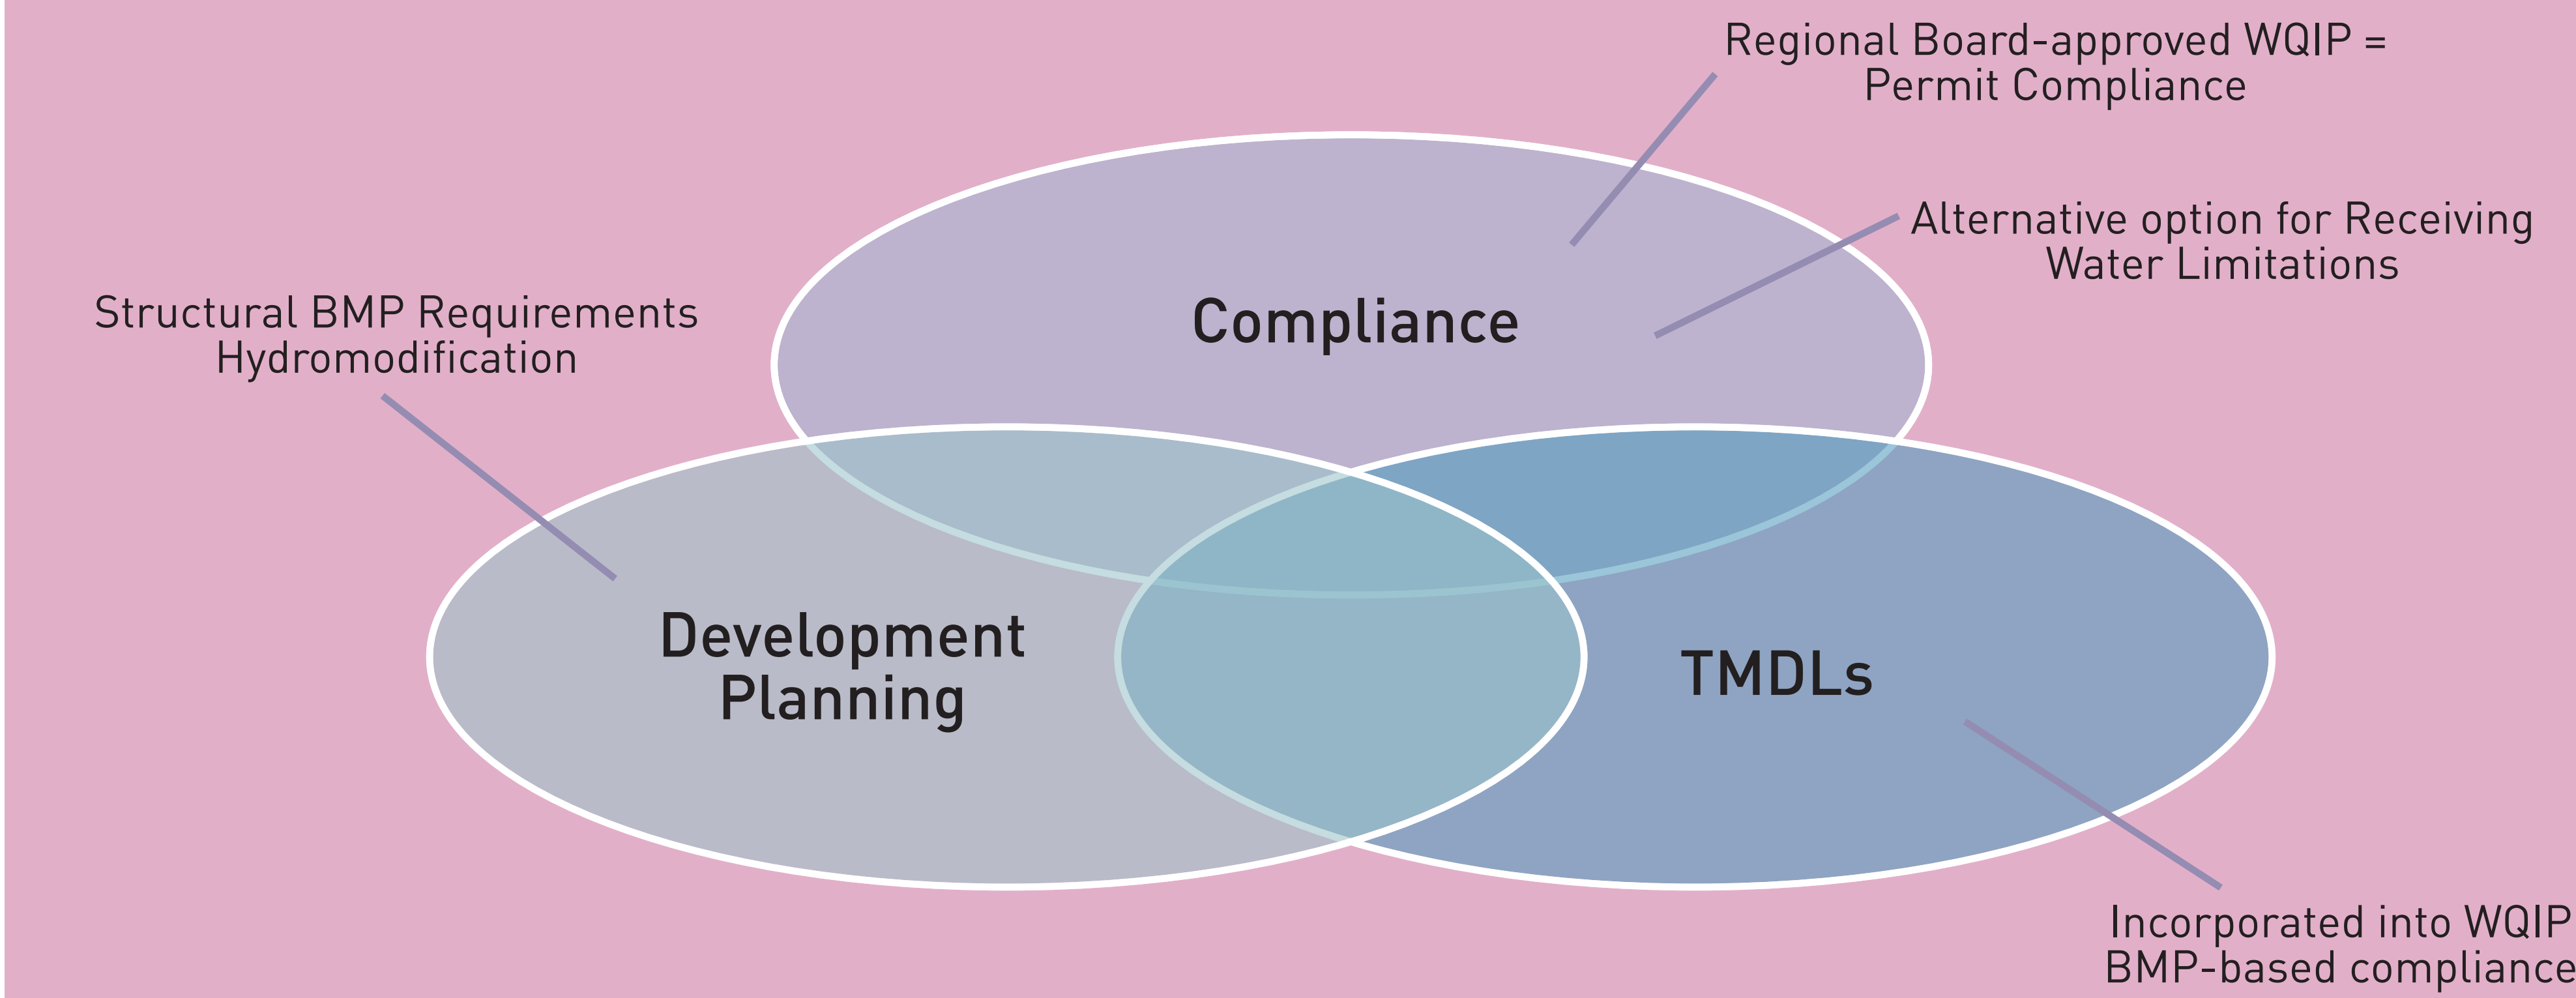 Regional Board-approved WQIP =
Permit Compliance
Alternative option for Receiving
Water Limitations
Structural BMP Requirements
Hydromodification
Compliance
Development
Planning
TMDLs
Incorporated into WQIP
BMP-based compliance